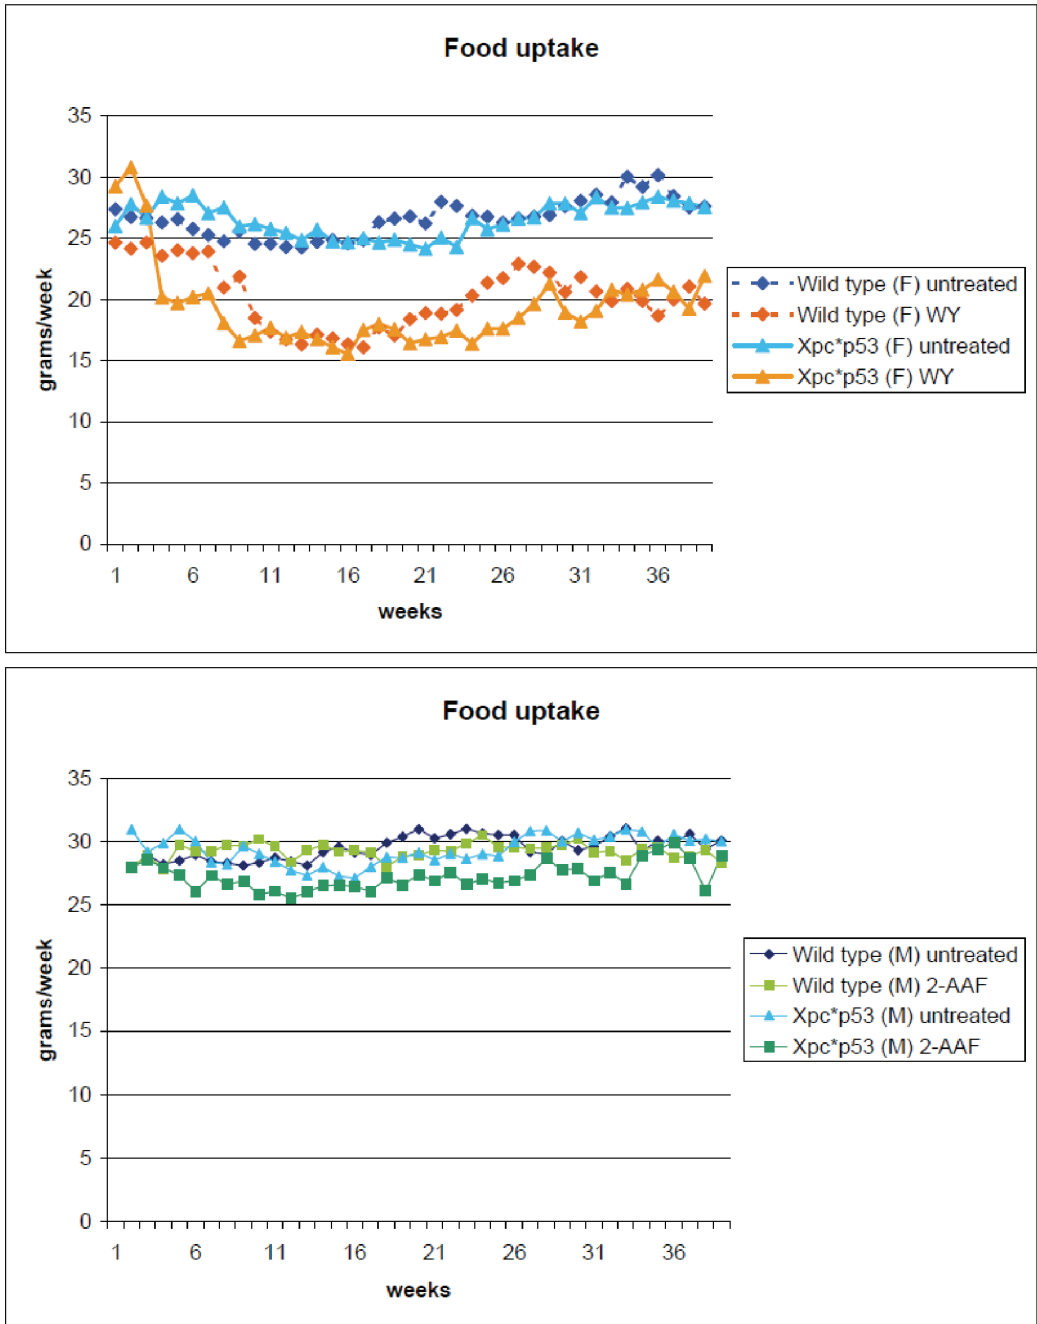 Food uptake
35
30
25
20
15
10
5
0
grams/week
1 6 11 16 21 26 31 36
weeks
Wild type (F) untreated
Wild type (F) WY
Xpc*p53 (F) untreated
Xpc*p53 (F) WY
Food uptake
35
30
25
20
15
10
5
0
grams/week
1 6 11 16 21 26 31 36
weeks
Wild type (M) untreated
Wild type (M) 2-AAF
Xpc*p53 (M) untreated
Xpc*p53 (M) 2-AAF